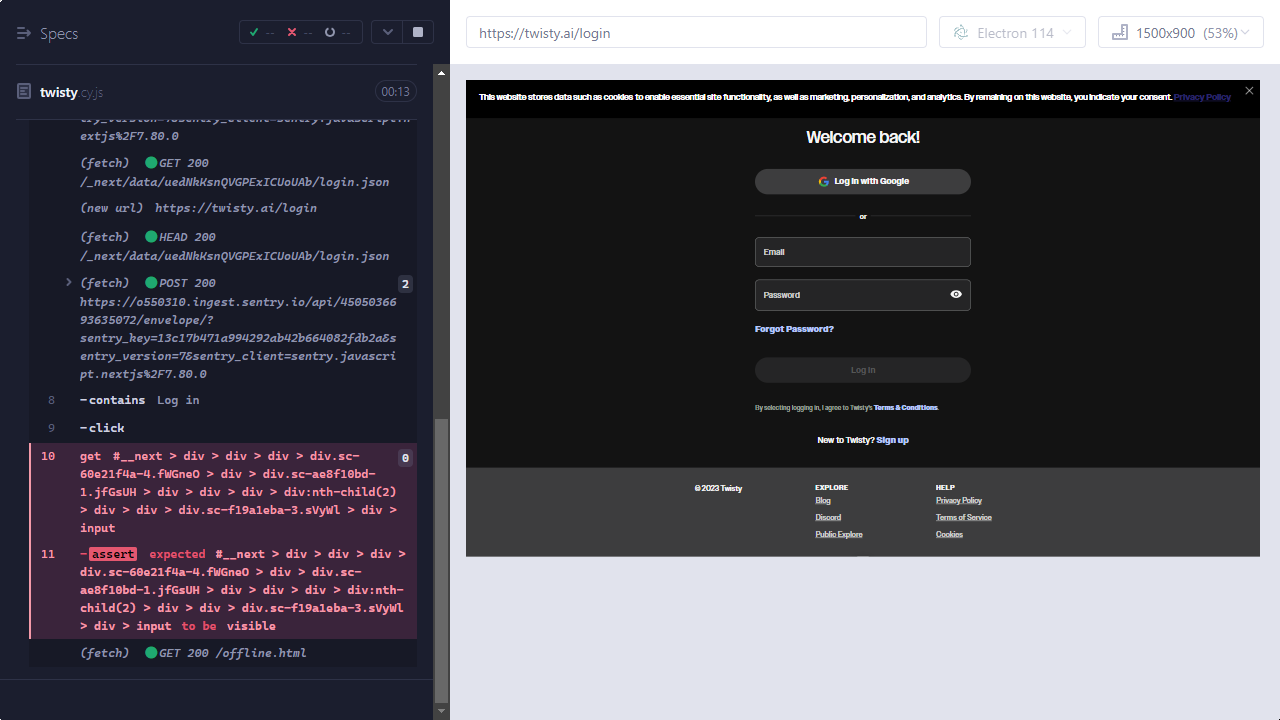 Specs
--
--
--
twisty.cy.js
00:13
extjs%2F7.80.0
(fetch) GET 200
/_next/data/uedNkKsnQVGPExICUoUAb/login.json
(new url) https://twisty.ai/login
(fetch) HEAD 200
/_next/data/uedNkKsnQVGPExICUoUAb/login.json
(fetch) POST 200
2
https://o550310.ingest.sentry.io/api/45050366
93635072/envelope/?
sentry_key=13c17b471a994292ab42b664082fdb2a&s
entry_version=7&sentry_client=sentry.javascri
pt.nextjs%2F7.80.0
8 -contains Log in
9 -click
10 get #__next > div > div > div > div.sc-
0
60e21f4a-4.fWGneO > div > div.sc-ae8f10bd-
1.jfGsUH > div > div > div > div:nth-child(2)
> div > div > div.sc-f19a1eba-3.sVyWl > div >
input
11 -assert expected #__next > div > div > div >
div.sc-60e21f4a-4.fWGneO > div > div.sc-
ae8f10bd-1.jfGsUH > div > div > div > div:nth-
child(2) > div > div > div.sc-f19a1eba-3.sVyWl
> div > input to be visible
(fetch) GET 200 /offline.html
https://twisty.ai/login
Electron 114
1500x900 (53%)
This website stores data such as cookies to enable essential site functionality, as well as marketing, personalization, and analytics. By remaining on this website, you indicate your consent. Privacy Policy
Welcome back!
Log in with Google
or
Email
Password
Forgot Password?
Log in
By selecting logging in, I agree to Twisty's Terms & Conditions.
New to Twisty? Sign up
© 2023 Twisty
EXPLORE
Blog
Discord
Public Explore
HELP
Privacy Policy
Terms of Service
Cookies